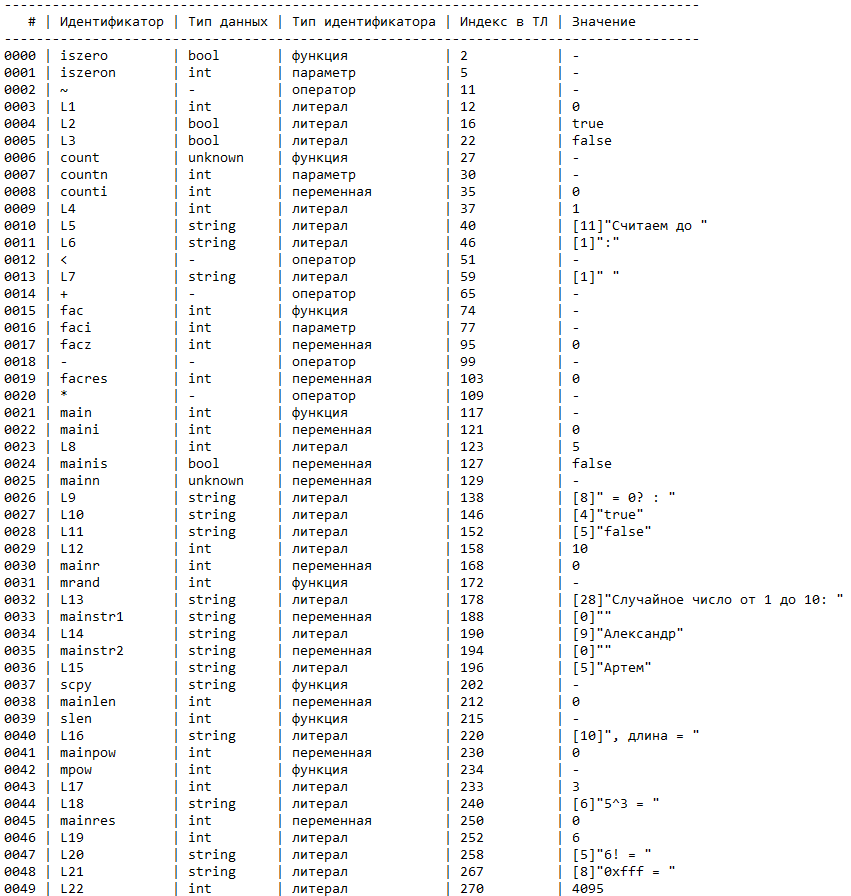 # | Идентификатор | Тип данных | Тип идентификатора | Индекс в ТЛ | Значение
0000 | iszero | bool | функция | 2 | -
0001 | iszeron | int | параметр | 5 | -
0002 | ~ | - | оператор | 11 | -
0003 | L1 | int | литерал | 12 | 0
0004 | L2 | bool | литерал | 16 | true
0005 | L3 | bool | литерал | 22 | false
0006 | count | unknown | функция | 27 | -
0007 | countn | int | параметр | 30 | -
0008 | counti | int | переменная | 35 | 0
0009 | L4 | int | литерал | 37 | 1
0010 | L5 | string | литерал | 40 | [11]"Считаем до "
0011 | L6 | string | литерал | 46 | [1]":"
0012 | < | - | оператор | 51 | -
0013 | L7 | string | литерал | 59 | [1]" "
0014 | + | - | оператор | 65 | -
0015 | fac | int | функция | 74 | -
0016 | faci | int | параметр | 77 | -
0017 | facz | int | переменная | 95 | 0
0018 | - | - | оператор | 99 | -
0019 | facres | int | переменная | 103 | 0
0020 | * | - | оператор | 109 | -
0021 | main | int | функция | 117 | -
0022 | maini | int | переменная | 121 | 0
0023 | L8 | int | литерал | 123 | 5
0024 | mainis | bool | переменная | 127 | false
0025 | mainn | unknown | переменная | 129 | -
0026 | L9 | string | литерал | 138 | [8]" = 0? : "
0027 | L10 | string | литерал | 146 | [4]"true"
0028 | L11 | string | литерал | 152 | [5]"false"
0029 | L12 | int | литерал | 158 | 10
0030 | mainr | int | переменная | 168 | 0
0031 | mrand | int | функция | 172 | -
0032 | L13 | string | литерал | 178 | [28]"Случайное число от 1 до 10: "
0033 | mainstr1 | string | переменная | 188 | [0]""
0034 | L14 | string | литерал | 190 | [9]"Александр"
0035 | mainstr2 | string | переменная | 194 | [0]""
0036 | L15 | string | литерал | 196 | [5]"Артем"
0037 | scpy | string | функция | 202 | -
0038 | mainlen | int | переменная | 212 | 0
0039 | slen | int | функция | 215 | -
0040 | L16 | string | литерал | 220 | [10]", длина = "
0041 | mainpow | int | переменная | 230 | 0
0042 | mpow | int | функция | 234 | -
0043 | L17 | int | литерал | 233 | 3
0044 | L18 | string | литерал | 240 | [6]"5^3 = "
0045 | mainres | int | переменная | 250 | 0
0046 | L19 | int | литерал | 252 | 6
0047 | L20 | string | литерал | 258 | [5]"6! = "
0048 | L21 | string | литерал | 267 | [8]"0xfff = "
0049 | L22 | int | литерал | 270 | 4095